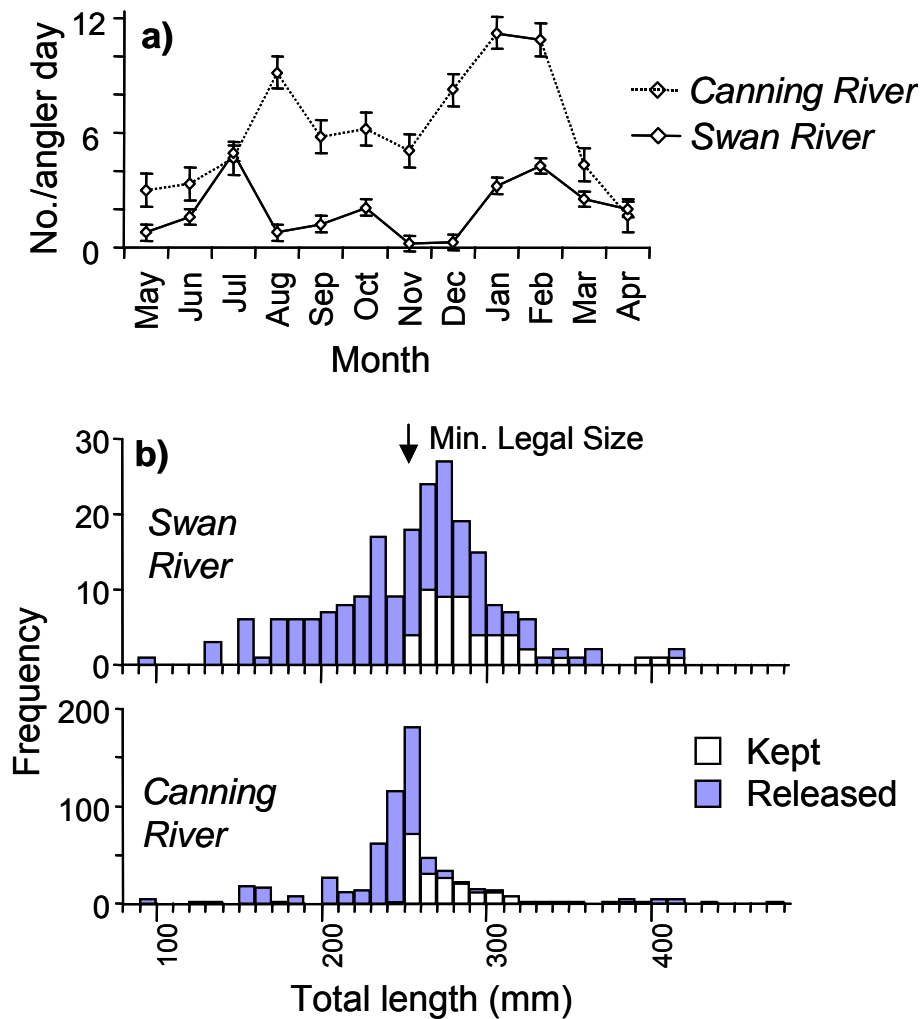 a)
12
6
0
No./angler day
May Jun Jul Aug Sep Oct Nov Dec Jan Feb Mar Apr
Month
Canning River
Swan River
b)
Min. Legal Size
30
20
10
0
Swan
River
Frequency
200
100
0
Canning
River
Kept
Released
100 200 300 400
Total length (mm)